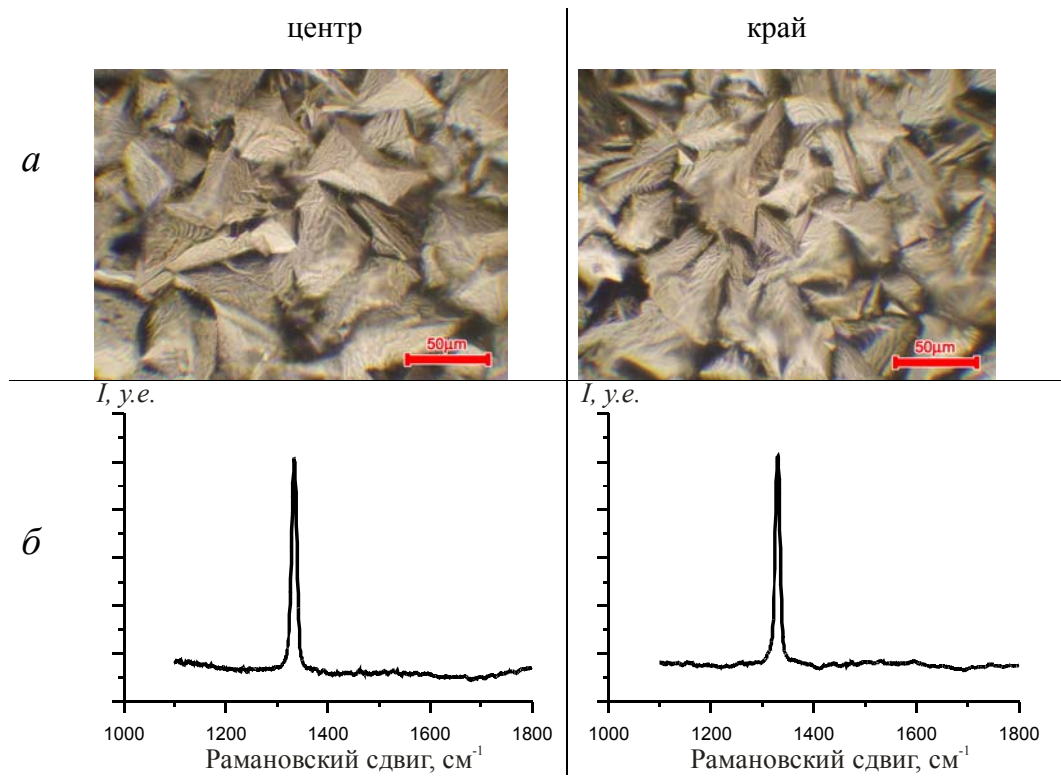 центр
край
а
50µm
50µm
б
I, у.е.
I, у.е.
1000 1200 1400 1600 1800
Рамановский сдвиг, см-1
1000 1200 1400 1600 1800
Рамановский сдвиг, см-1